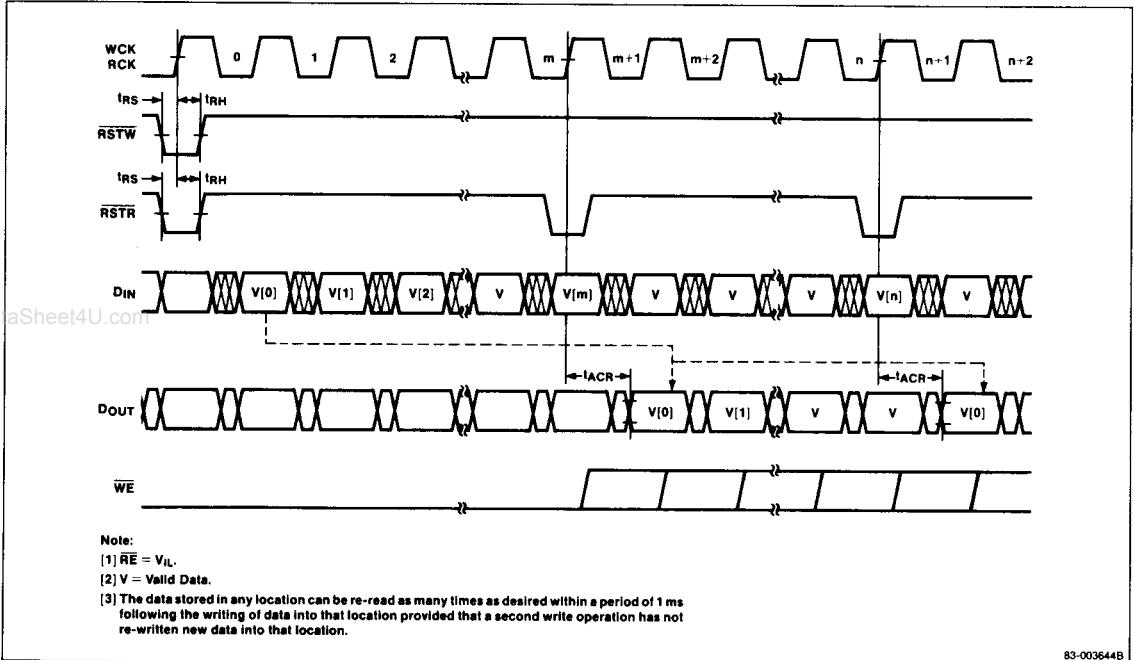 WCK
RCK
0 1 2 m m+1 m+2 n n+1 n+2
tRS tRH
RSTW
tRS tRH
RSTR
DIN V[0] V[1] V[2] V V[m] V V V V[n] V
taSheet4U.com
tACR tACR
DOUT V[0] V[1] V V V[0]
WE
Note:
[1] RE = VIL.
[2] V = Valid Data.
[3] The data stored in any location can be re-read as many times as desired within a period of 1 ms
following the writing of data into that location provided that a second write operation has not
re-written new data into that location.
83-003644B